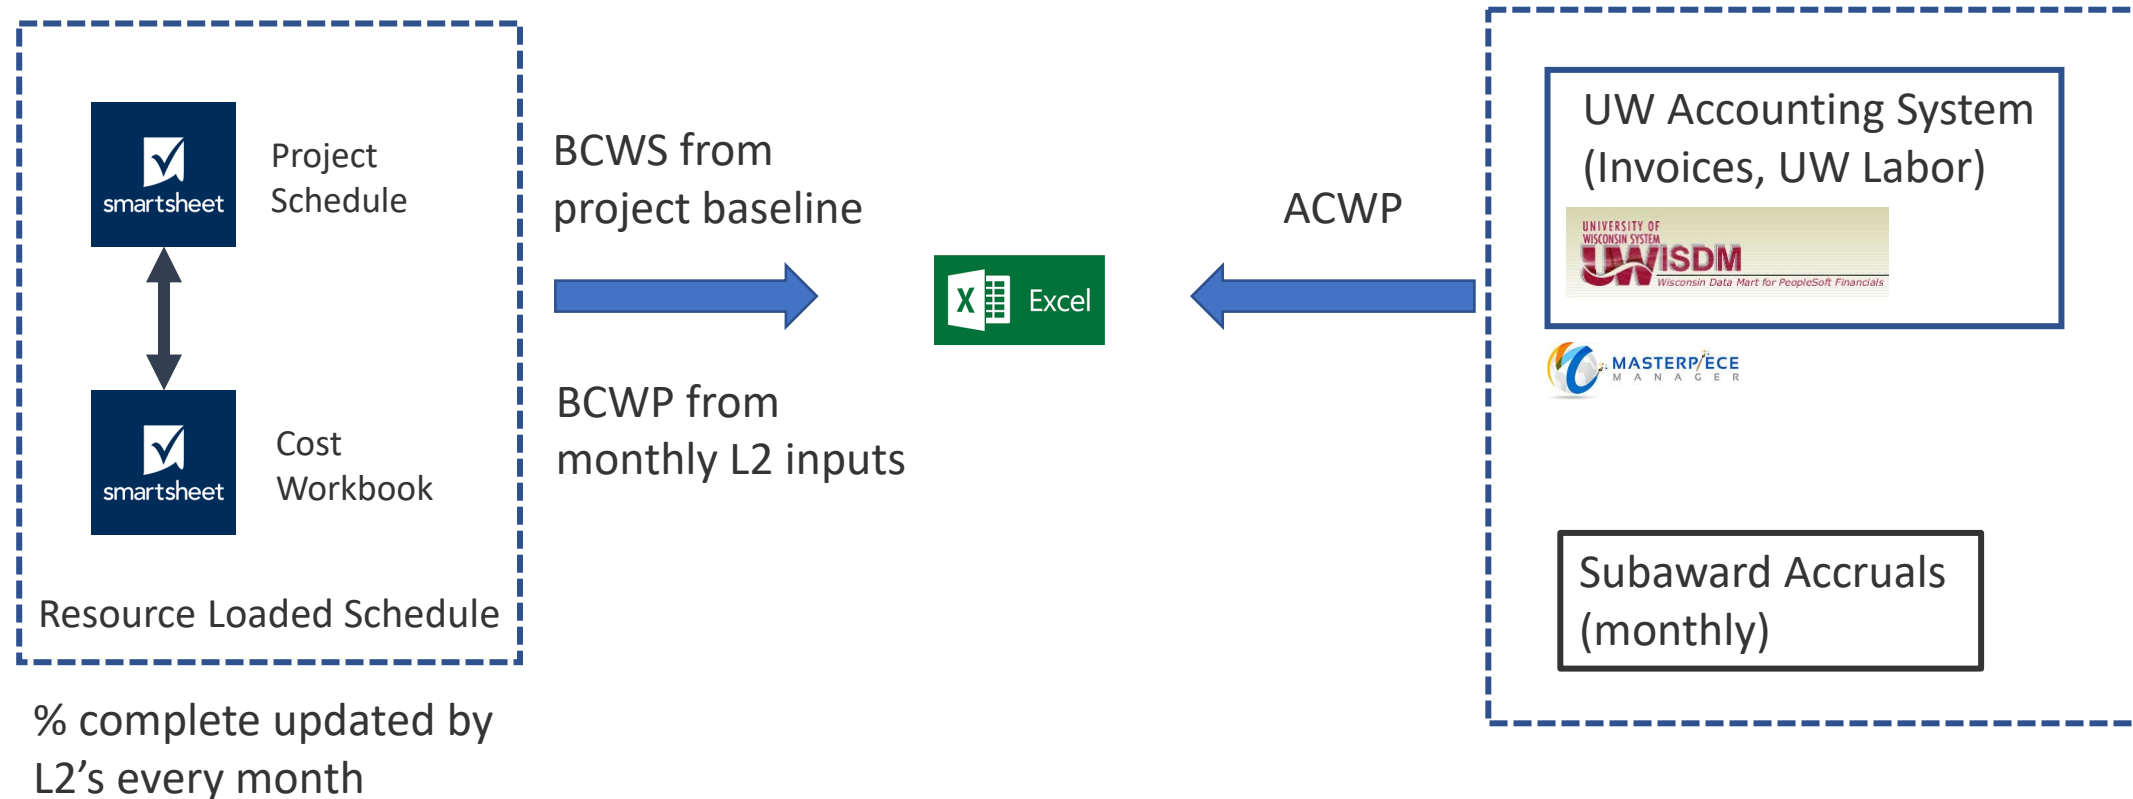 smartsheet
Project
Schedule
smartsheet
Cost
Workbook
Resource Loaded Schedule
% complete updated by
L2's every month
BCWS from
project baseline
BCWP from
monthly L2 inputs
X Excel
ACWP
UW Accounting System
(Invoices, UW Labor)
UNIVERSITY OF
WISCONSIN SYSTEM
UWISDM
Wisconsin Data Mart for PeopleSoft Financials
MASTERPIECE
MANAGER
Subaward Accruals
(monthly)